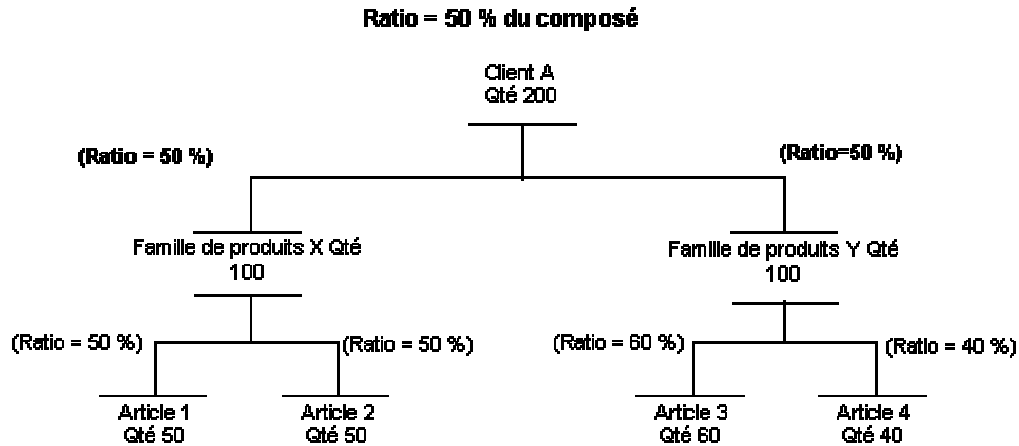 Ratio = 50 % du composé
Client A
Qté 200
(Ratio = 50 %)
(Ratio=50 %)
Famille de produits X Qté
100
Famille de produits Y Qté
100
(Ratio = 50 %)
(Ratio = 50 %)
(Ratio = 60 %)
(Ratio = 40 %)
Article 1
Qté 50
Article 2
Qté 50
Article 3
Qté 60
Article 4
Qté 40